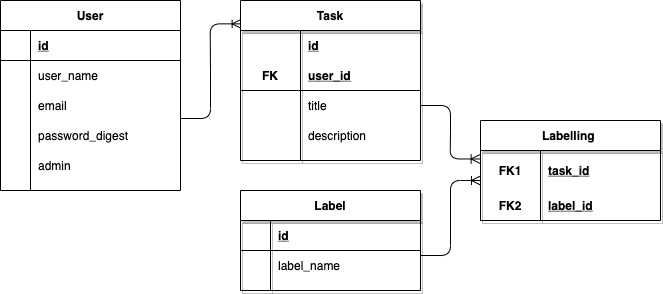 User
id
user_name
email
password_digest
admin
Task
id
FK user_id
title
description
Label
id
label_name
Labelling
FK1 task_id
FK2 label_id